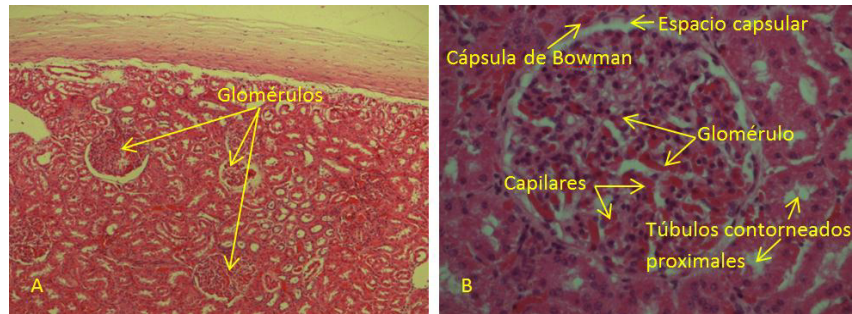 Glomérulos
A
Espacio capsular
Cápsula de Bowman
Glomérulo
Capilares
Túbulos contorneados
proximales
B